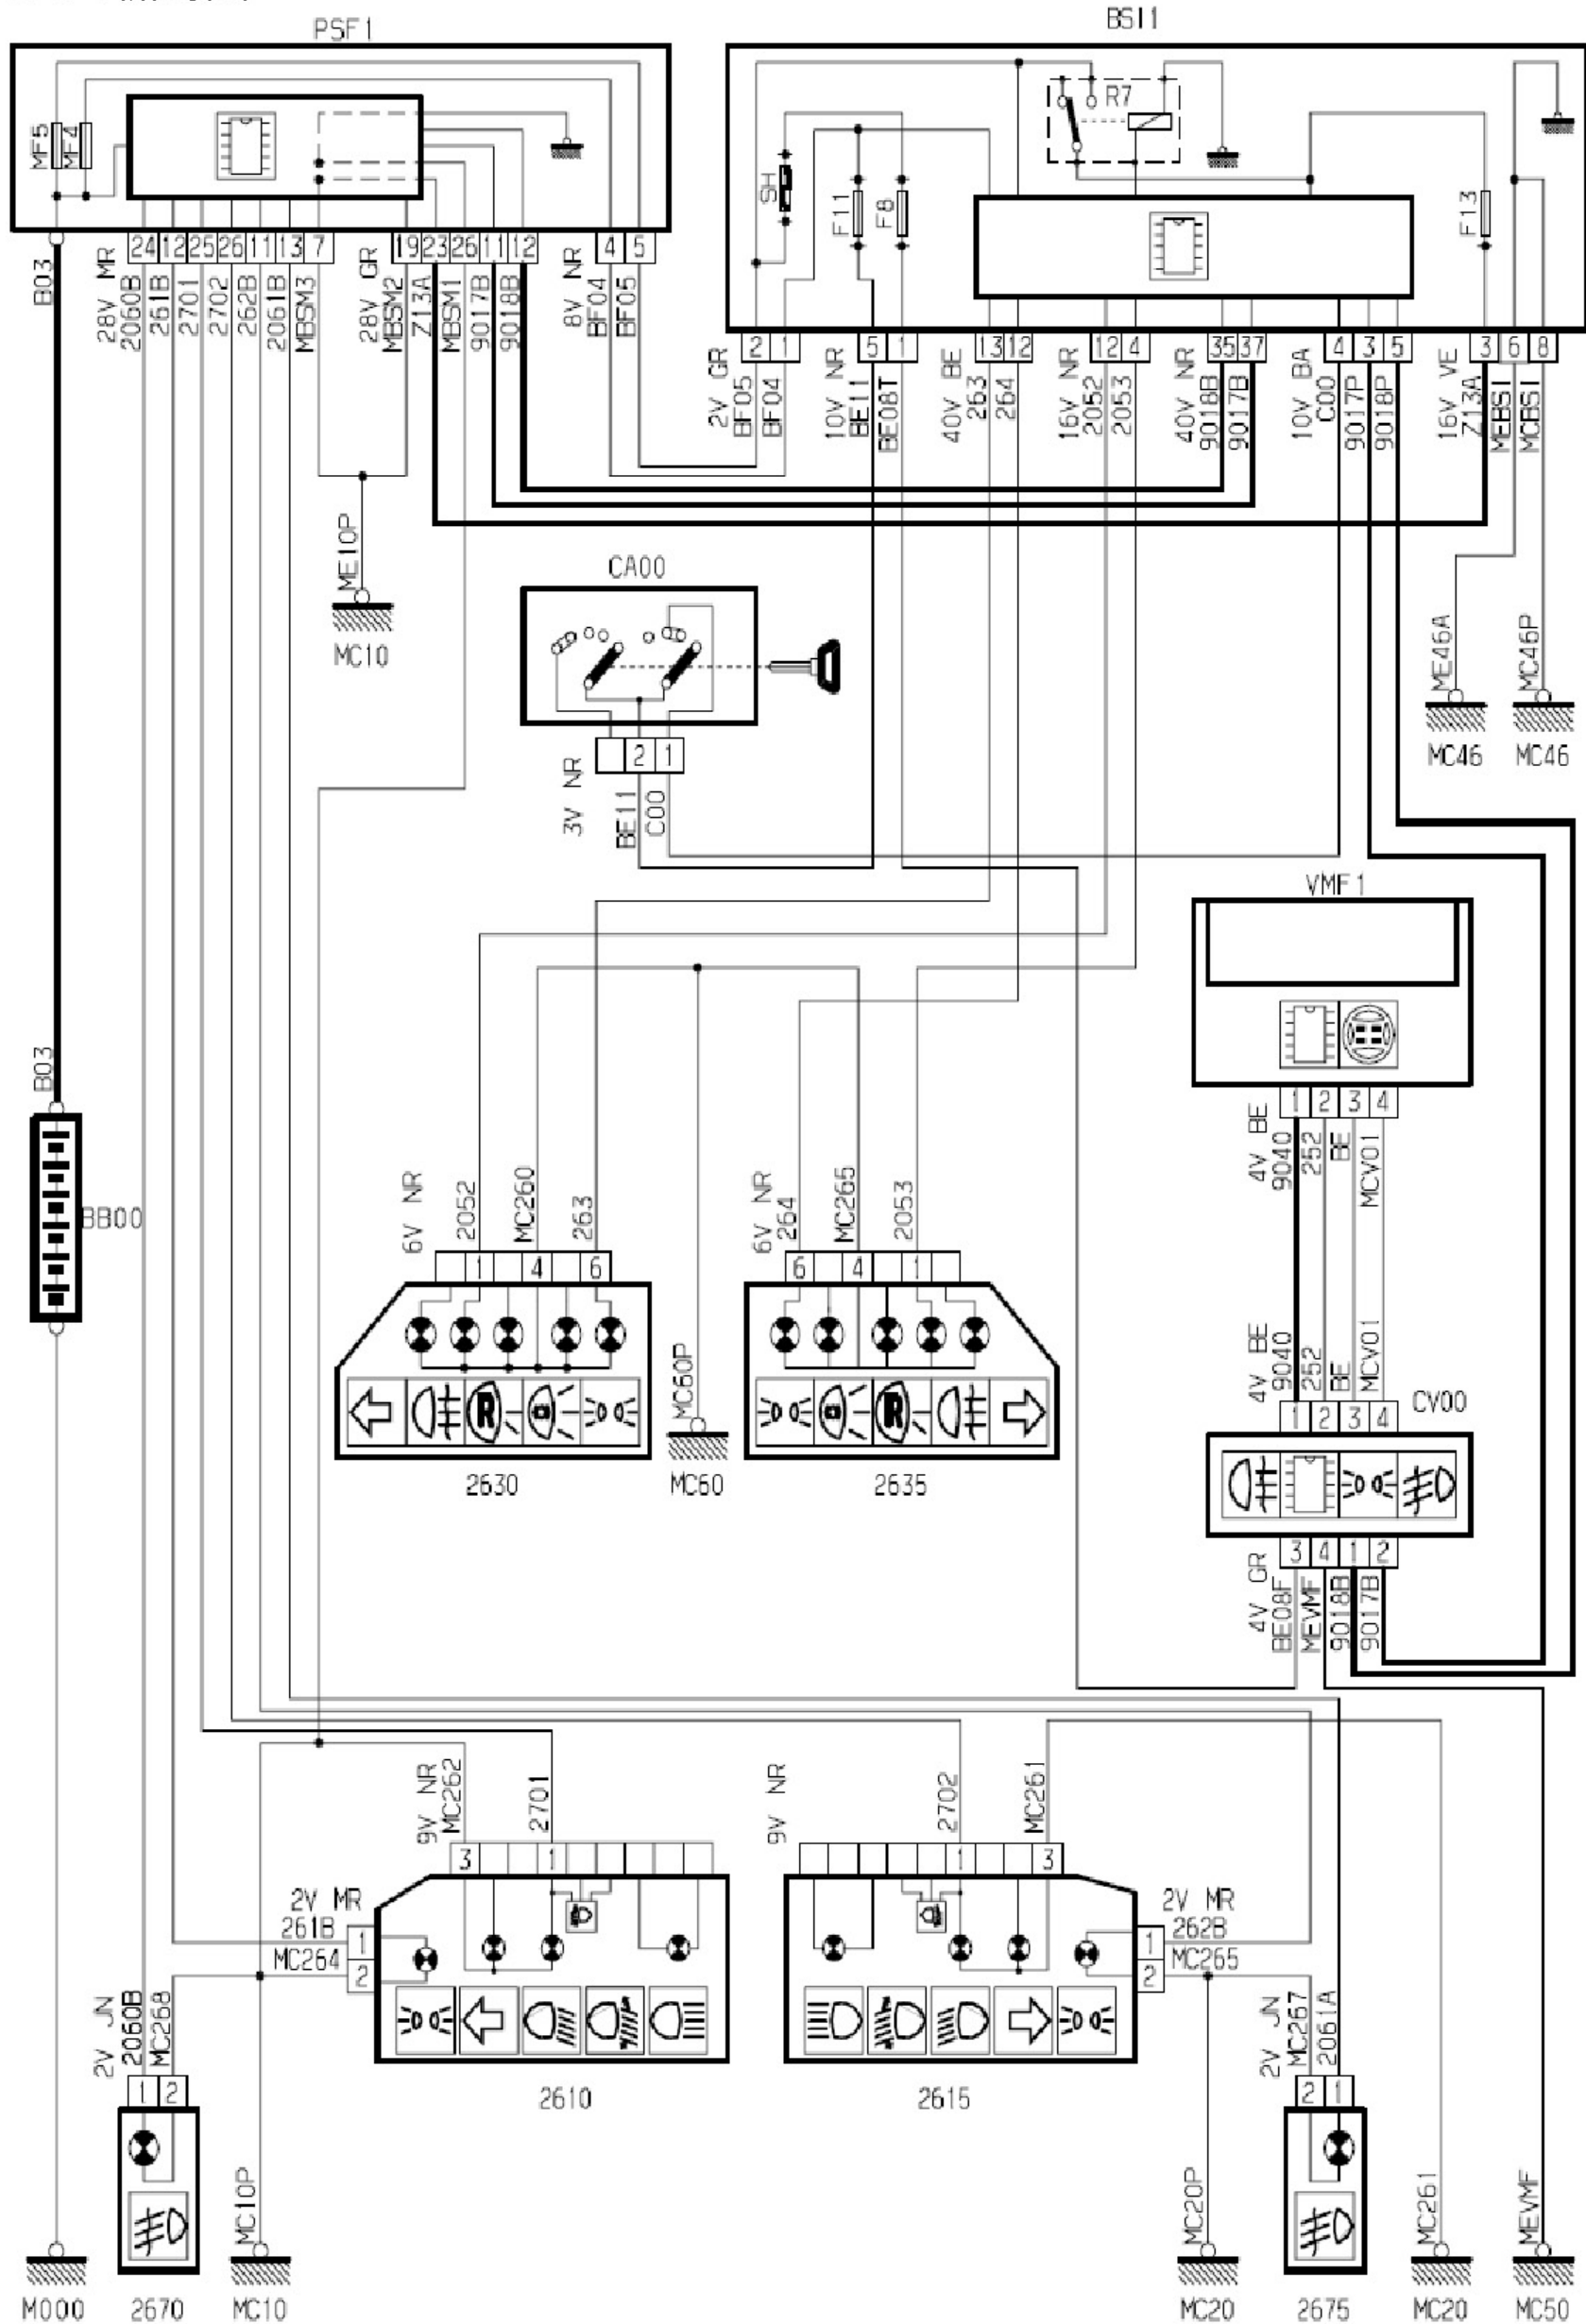 PSF1
BSI1
MF5
MF4
R7
SH
F11
F8
F13
24 12 25 26 11 13 7
19 23 26 11 12
4 5
2 1
5 1
13 12
12 4
35 37
4 3 5
3 6 8
B03
28V MR
2060B
261B
2701
2702
262B
2061B
MBSM3
28V GR
MBSM2
Z13A
MBSM1
9017B
9018B
8V NR
BF04
BF05
2V GR
BF05
BF04
10V NR
BE11
BE08T
40V BE
263
264
16V NR
2052
2053
40V NR
9018B
9017B
10V BA
C00
9017P
9018P
16V VE
Z13A
MEBSI
MCBSI
ME10P
MC10
CA00
2 1
3V NR
BE11
C00
ME46A
MC46P
MC46
MC46
VMF1
1 2 3 4
4V BE
9040
252
BE
MCV01
B03
BB00
6V NR
2052
MC260
263
6V NR
264
MC265
2053
1 4 6
6 4 1
R
R
MC60P
2630
MC60
2635
4V BE
9040
252
BE
MCV01
CV00
1 2 3 4
3 4 1 2
4V GR
BE08F
MEVMF
9018B
9017B
9V NR
MC262
2701
9V NR
2702
MC261
3 1
1 3
2V MR
261B
MC264
1
2
2V MR
262B
MC265
1
2
2610
2615
2V JN
2060B
MC268
1 2
2V JN
MC267
2061A
2 1
MC10P
MC20P
MC261
MEVMF
M000
2670
MC10
MC20
2675
MC20
MC50